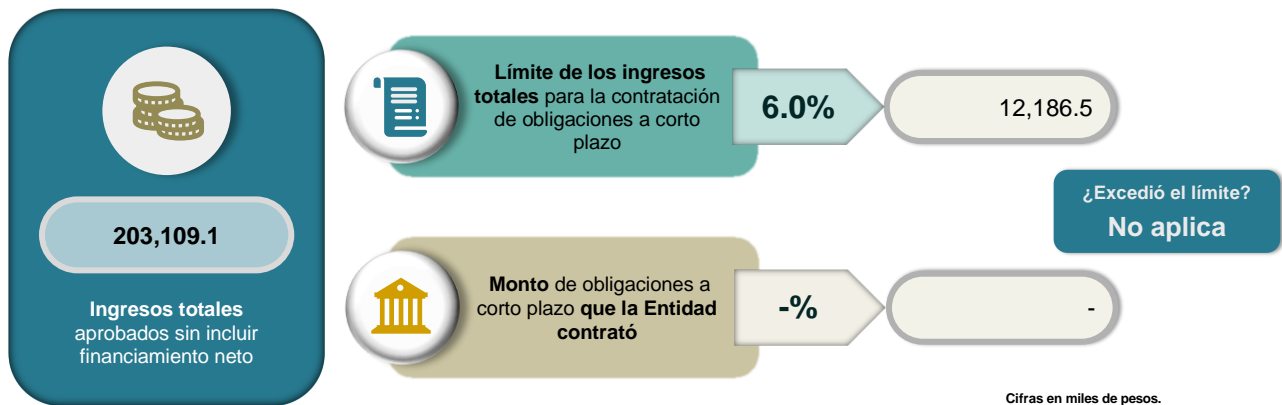 203,109.1
Ingresos totales
aprobados sin incluir
financiamiento neto
Límite de los ingresos
totales para la contratación
de obligaciones a corto
plazo
6.0%
12,186.5
¿Excedió el límite?
No aplica
Monto de obligaciones a
corto plazo que la Entidad
contrató
-%
-
Cifras en miles de pesos.